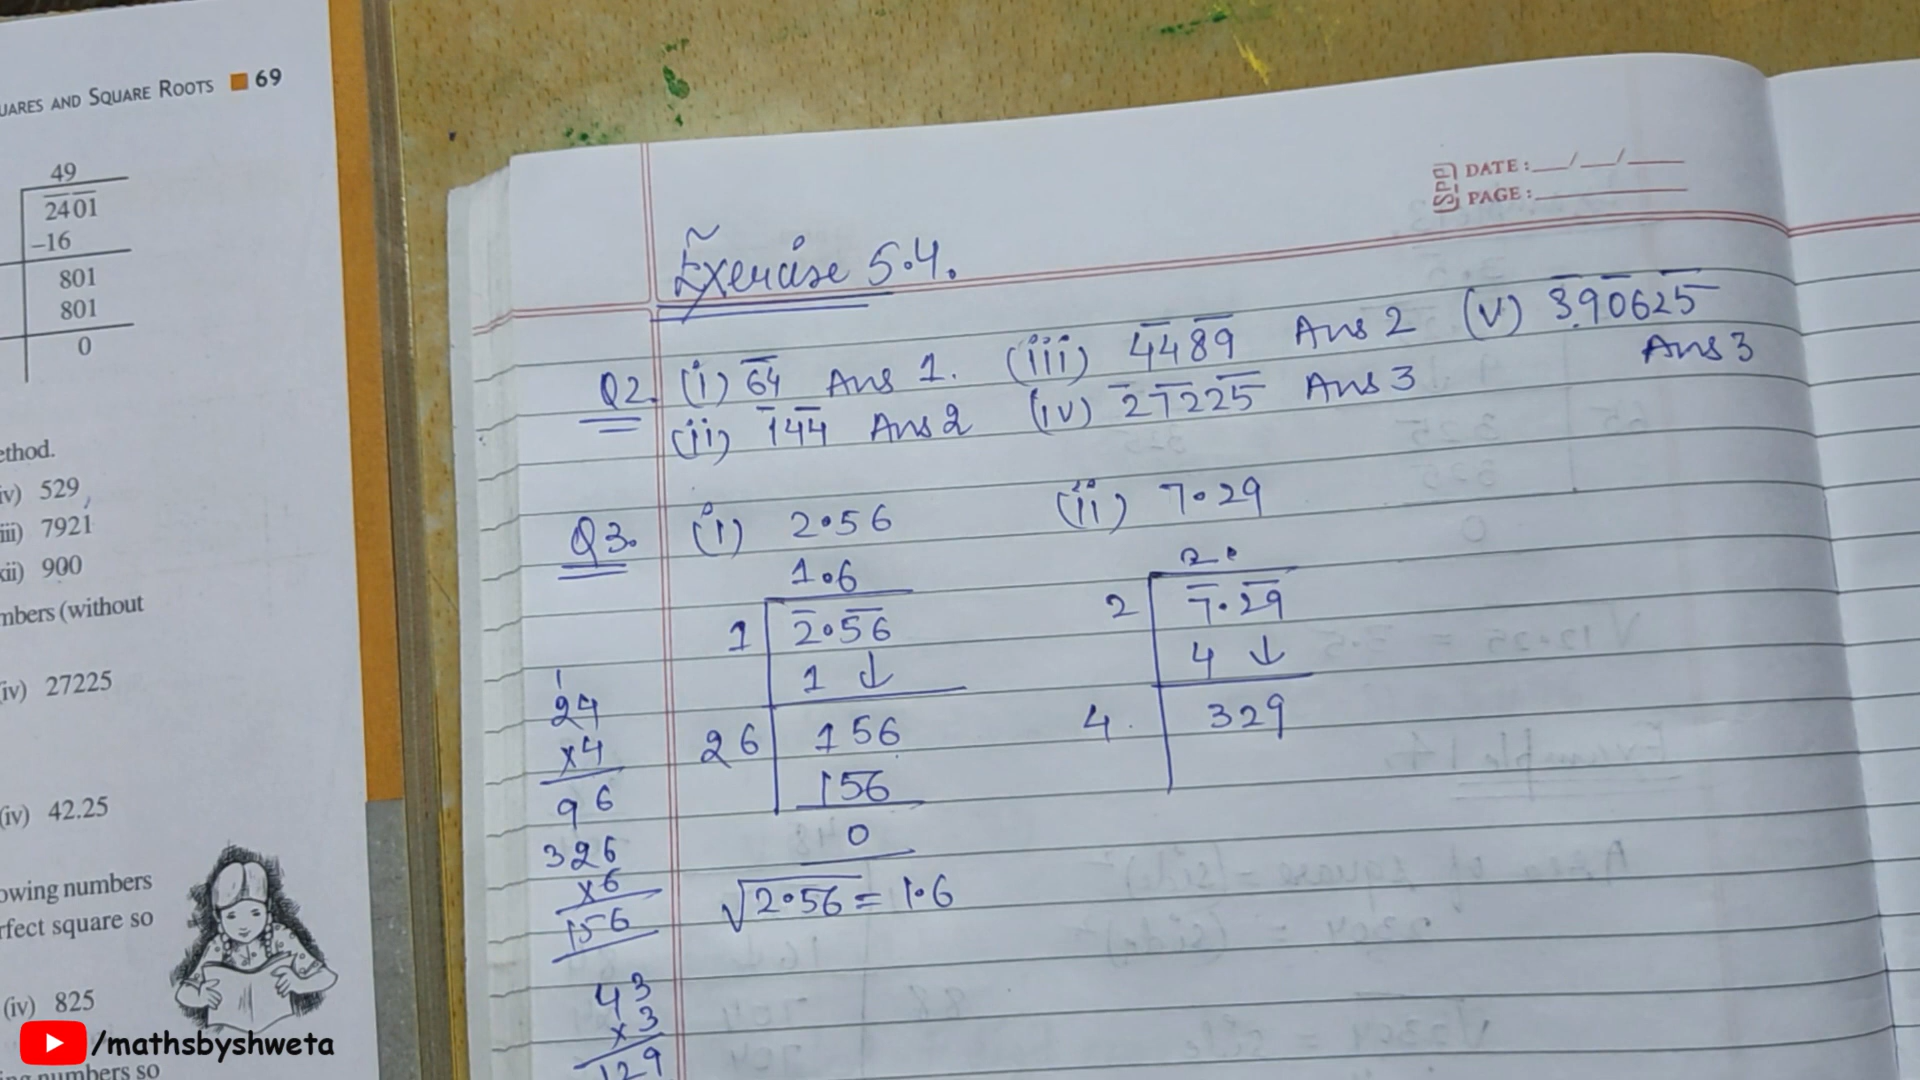 UARES AND SQUARE ROOTS 69
49
2401
–16
801
801
0
ethod.
iv) 529
iii) 7921
xii) 900
mbers (without
iv) 27225
(iv) 42.25
owing numbers
rfect square so
(iv) 825
ing numbers so
/mathsbyshweta
DATE:__/__/____
PAGE:
Exercise 5.4.
Q2. (i) 64 Ans 1. (iii) 4489 Ans 2 (v) 390625
Ans 3
(ii) 144 Ans 2 (iv) 27225 Ans 3
Q3. (i) 2.56 (ii) 7.29
1.6
1 2.56
1 ↓
26 156
156
0
√2.56 = 1.6
2.
2 7.29
4 ↓
4. 329
1
24
x4
96
326
x6
156
43
x3
129